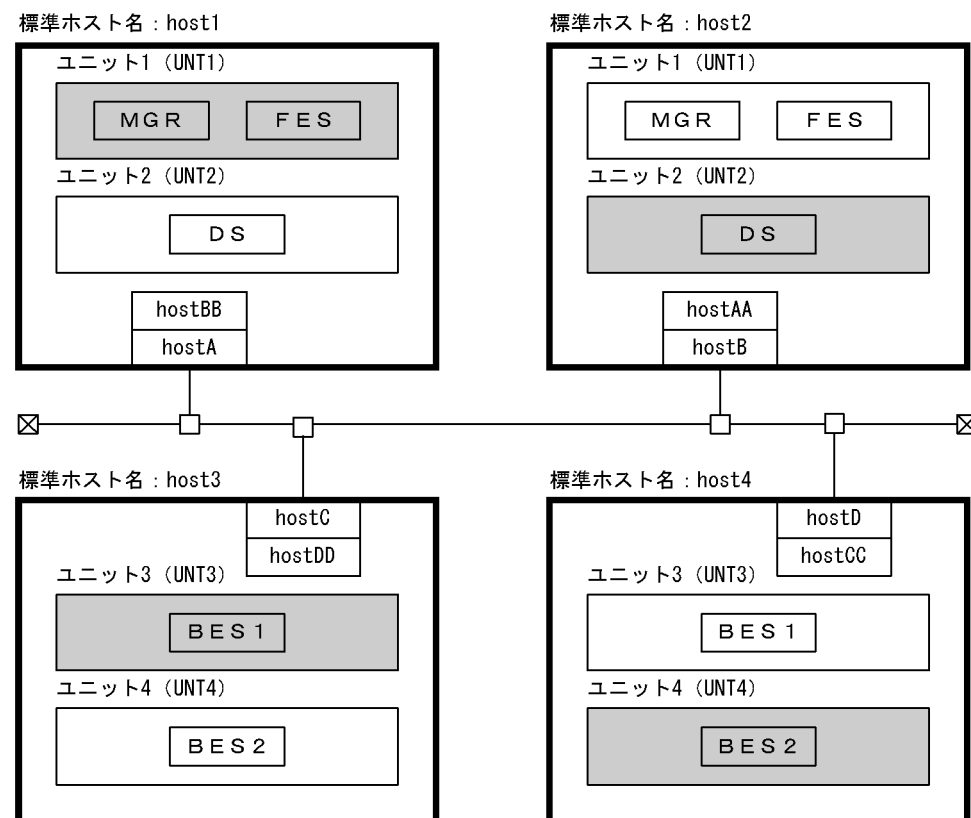 標準ホスト名：host1
ユニット1（UNT1）
ＭＧＲ ＦＥＳ
ユニット2（UNT2）
ＤＳ
hostBB
hostA
標準ホスト名：host2
ユニット1（UNT1）
ＭＧＲ ＦＥＳ
ユニット2（UNT2）
ＤＳ
hostAA
hostB
標準ホスト名：host3
hostC
hostDD
ユニット3（UNT3）
ＢＥＳ１
ユニット4（UNT4）
ＢＥＳ２
標準ホスト名：host4
hostD
hostCC
ユニット3（UNT3）
ＢＥＳ１
ユニット4（UNT4）
ＢＥＳ２